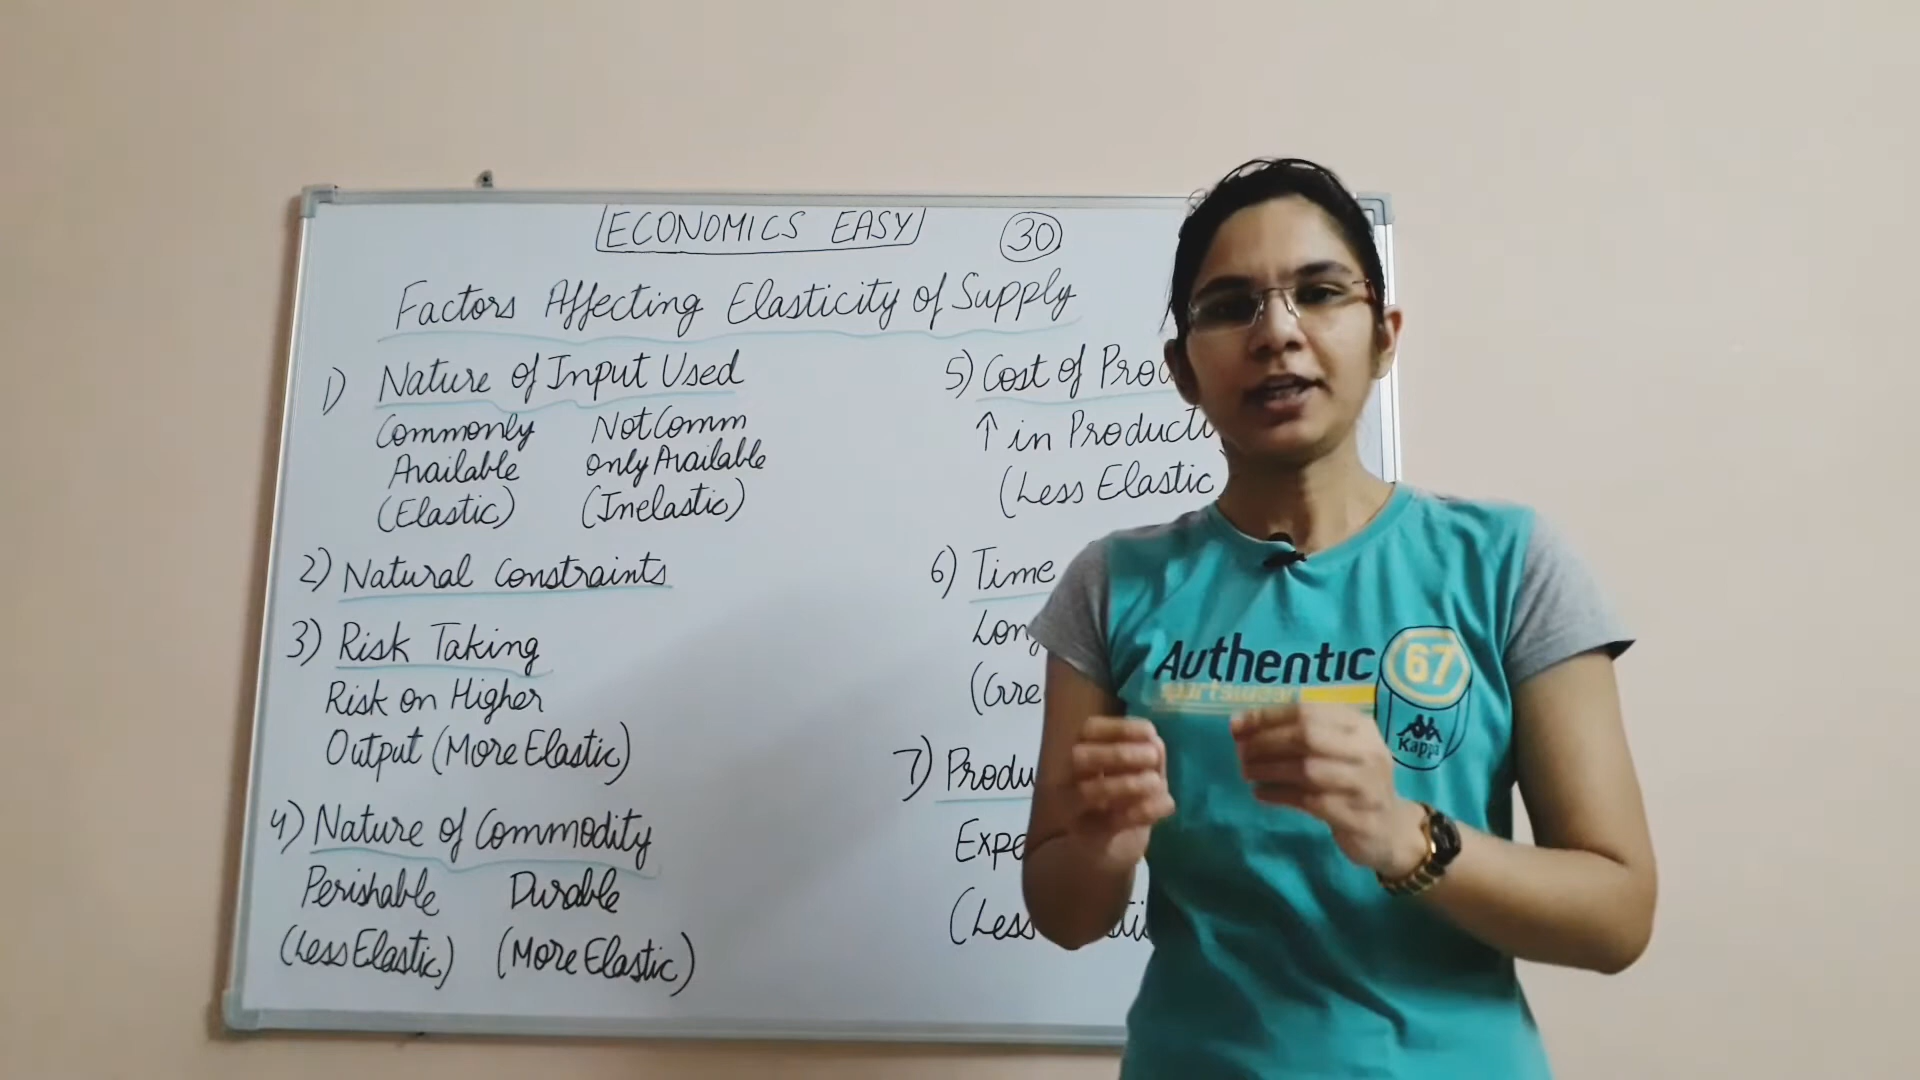 ECONOMICS EASY
30
Factors Affecting Elasticity of Supply
1) Nature of Input Used
Commonly Available (Elastic)
Not Comm only Available (Inelastic)
2) Natural Constraints
3) Risk Taking
Risk on Higher
Output (More Elastic)
4) Nature of Commodity
Perishable Durable
(Less Elastic) (More Elastic)
5) Cost of
↑ in
(Less Elastic
6) Time
7)
(Less
Authentic
sportswear
67
Kappa